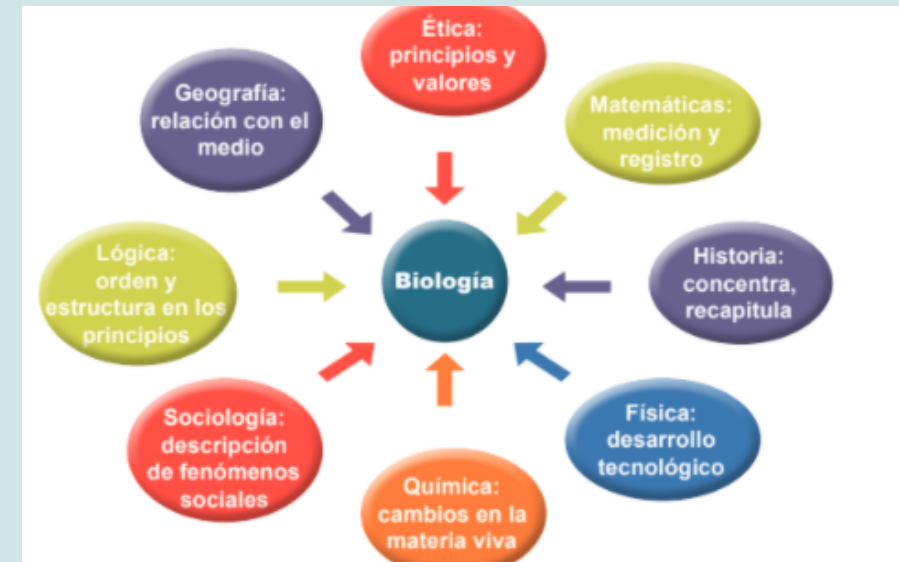 Ética:
principios y
valores
Geografía:
relación con el
medio
Matemáticas:
medición y
registro
Lógica:
orden y
estructura en los
principios
Biología
Historia:
concentra,
recapitula
Sociología:
descripción
de fenómenos
sociales
Física:
desarrollo
tecnológico
Química:
cambios en la
materia viva